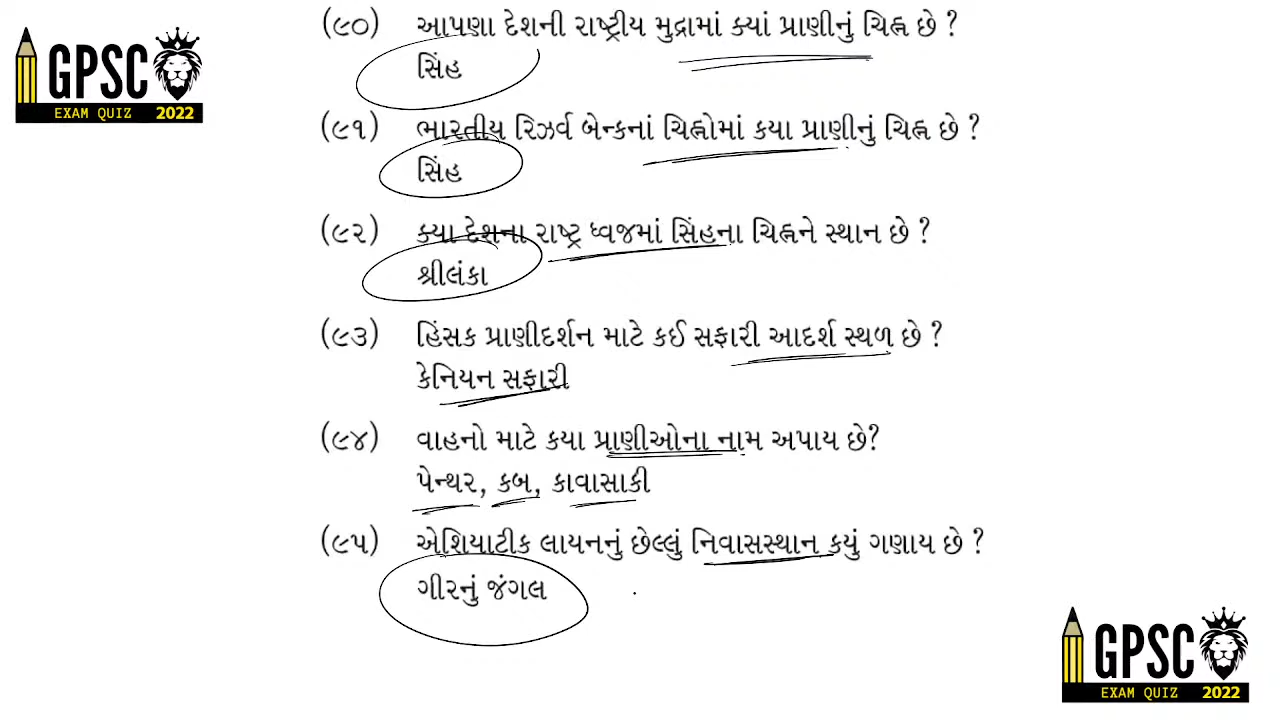 GPSC
EXAM QUIZ 2022
(૯૦) આપણા દેશની રાષ્ટ્રીય મુદ્રામાં ક્યાં પ્રાણીનું ચિહ્ન છે ?
સિંહ
(૯૧) ભારતીય રિઝર્વ બેન્કનાં ચિહ્નોમાં કયા પ્રાણીનું ચિહ્ન છે ?
સિંહ
(૯૨) ક્યા દેશના રાષ્ટ્ર ધ્વજમાં સિંહના ચિહ્નને સ્થાન છે ?
શ્રીલંકા
(૯૩) હિંસક પ્રાણીદર્શન માટે કઈ સફારી આદર્શ સ્થળ છે ?
કેનિયન સફારી
(૯૪) વાહનો માટે કયા પ્રાણીઓના નામ અપાય છે?
પેન્થર, કબ, કાવાસાકી
(૯૫) એશિયાટીક લાયનનું છેલ્લું નિવાસસ્થાન કયું ગણાય છે ?
ગીરનું જંગલ
GPSC
EXAM QUIZ 2022